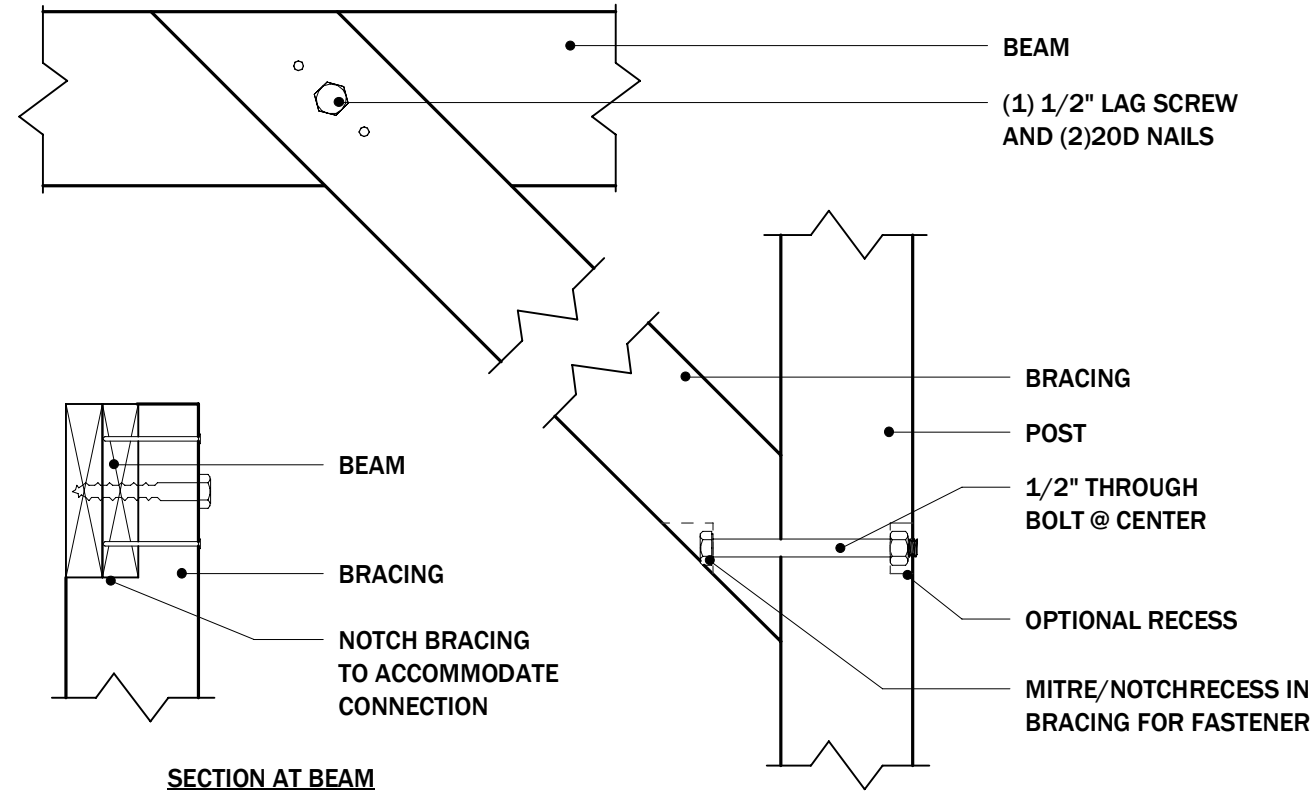 BEAM
(1) 1/2" LAG SCREW
AND (2)20D NAILS
BRACING
POST
1/2" THROUGH
BOLT @ CENTER
OPTIONAL RECESS
MITRE/NOTCHRECESS IN
BRACING FOR FASTENER
BEAM
BRACING
NOTCH BRACING
TO ACCOMMODATE
CONNECTION
SECTION AT BEAM